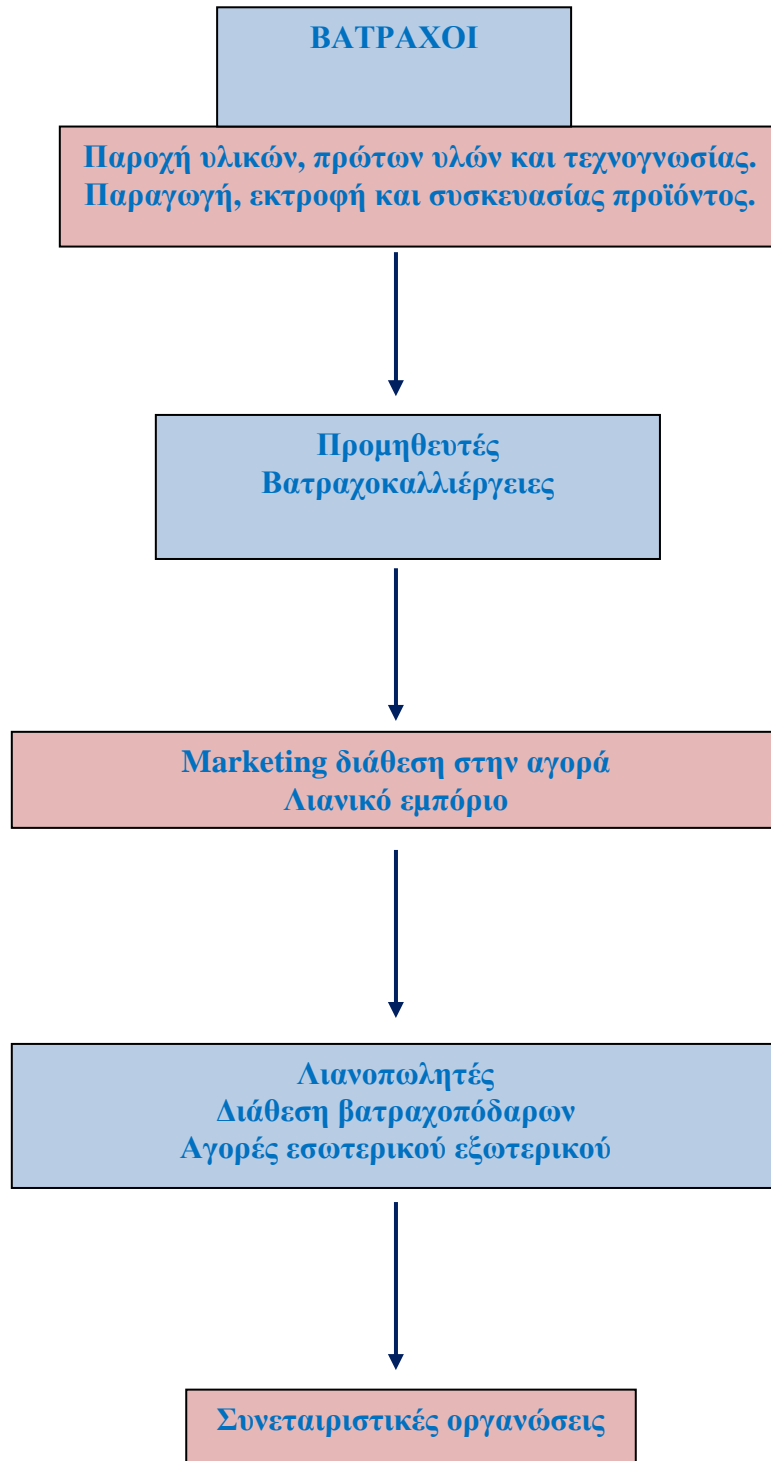 ΒΑΤΡΑΧΟΙ
Παροχή υλικών, πρώτων υλών και τεχνογνωσίας.
Παραγωγή, εκτροφή και συσκευασίας προϊόντος.
Προμηθευτές
Βατραχοκαλλιέργειες
Marketing διάθεση στην αγορά
Λιανικό εμπόριο
Λιανοπωλητές
Διάθεση βατραχοπόδαρων
Αγορές εσωτερικού εξωτερικού
Συνεταιριστικές οργανώσεις